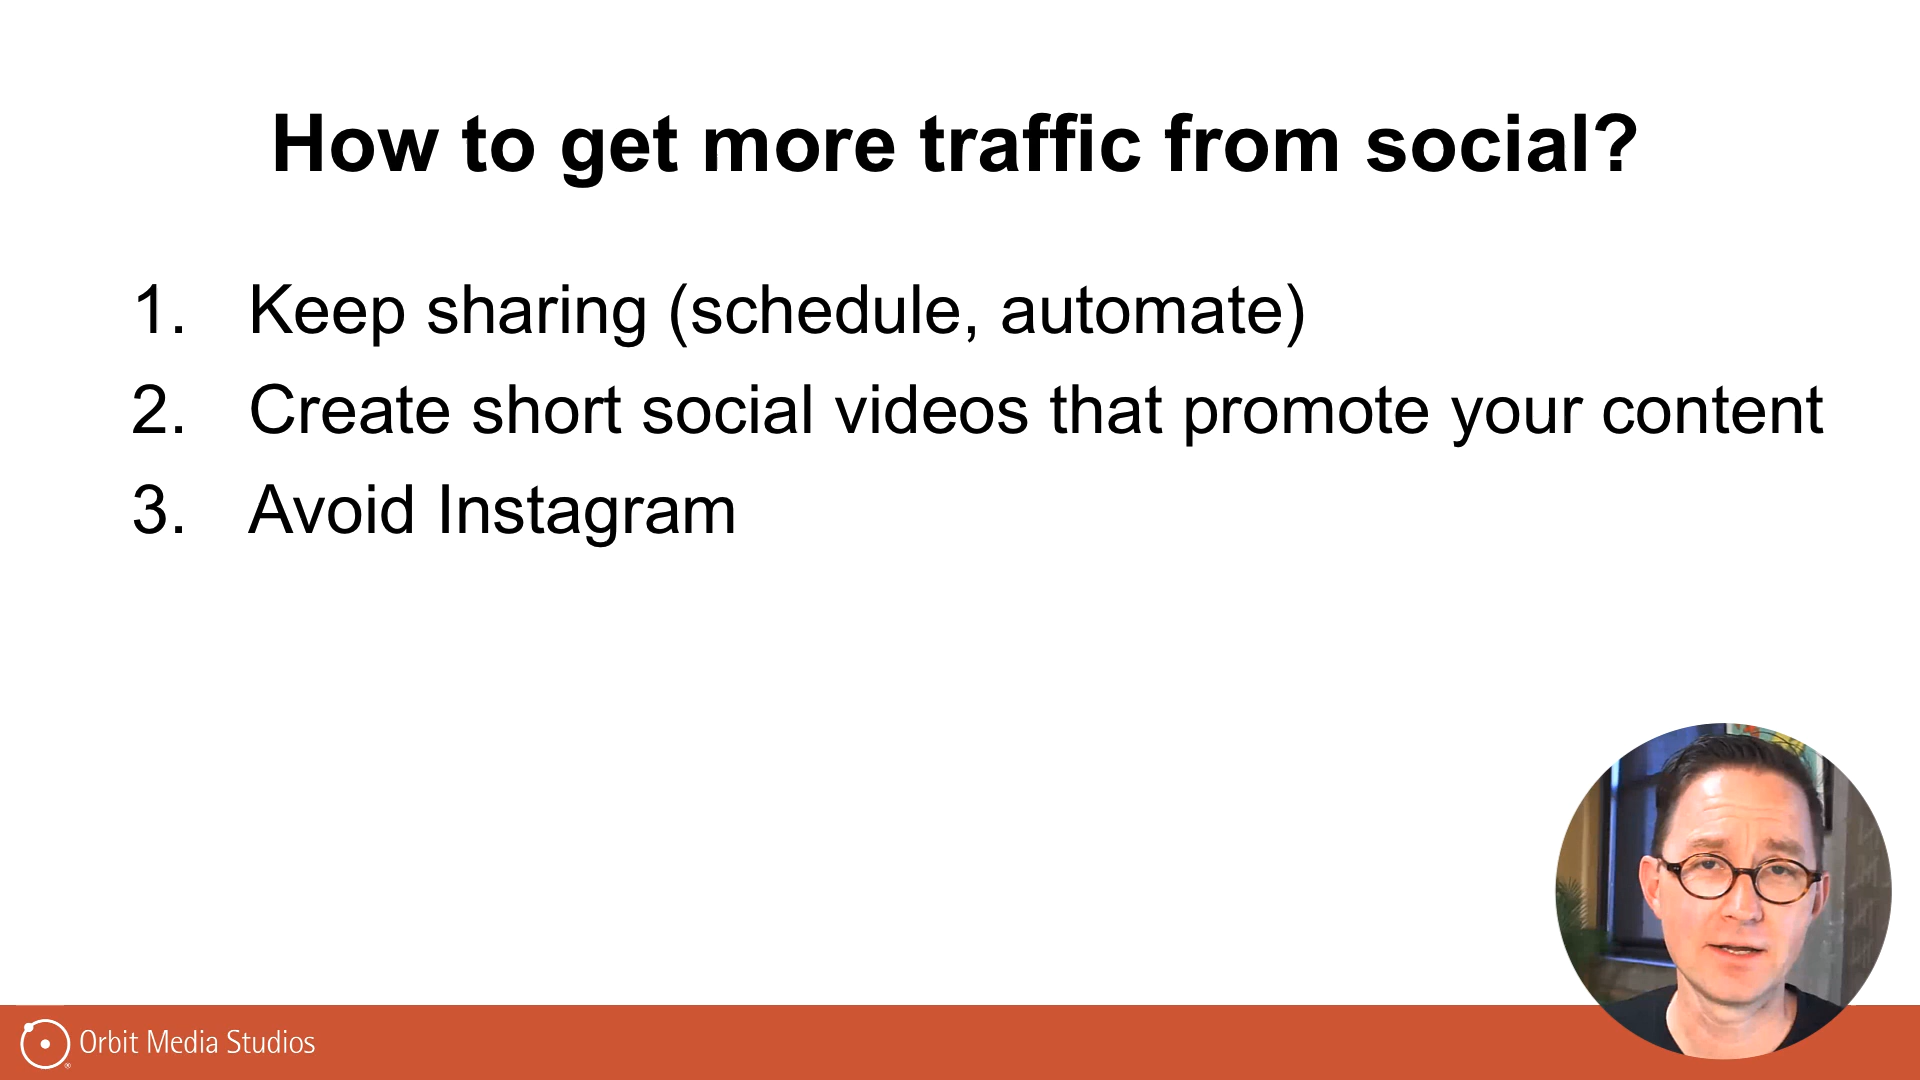 How to get more traffic from social?
1. Keep sharing (schedule, automate)
2. Create short social videos that promote your content
3. Avoid Instagram
Orbit Media Studios
®